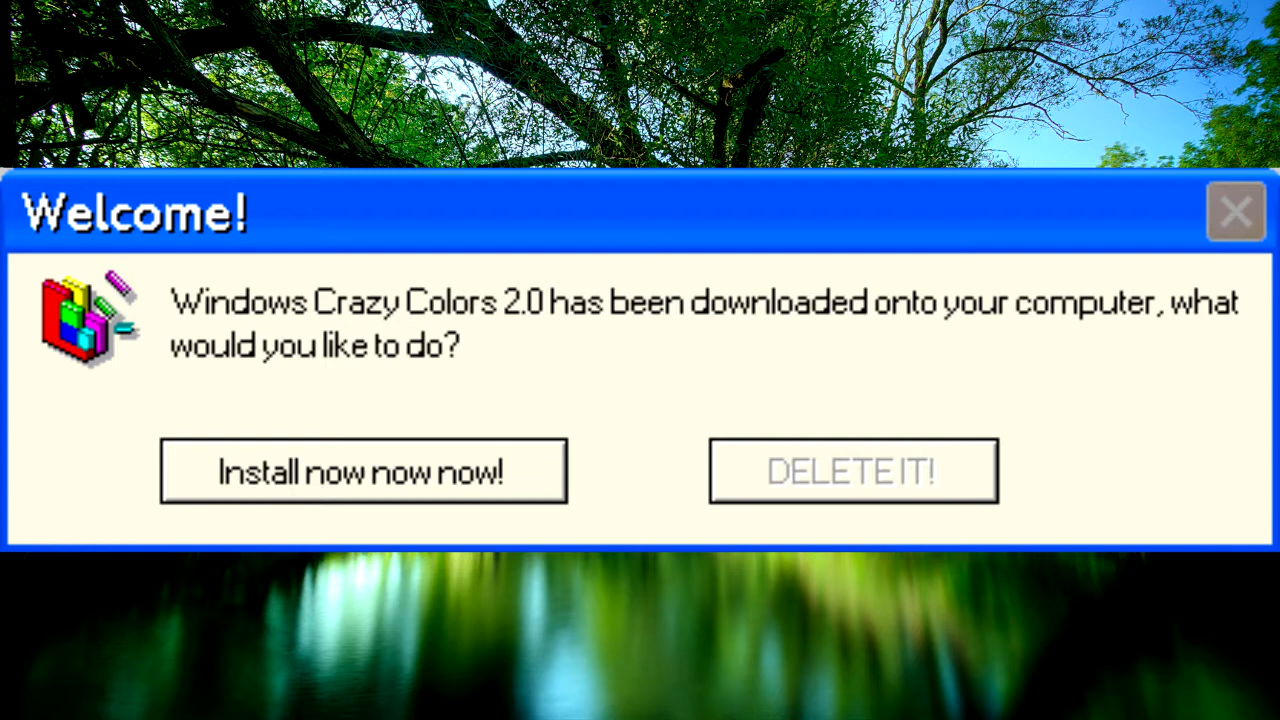 Welcome!
Windows Crazy Colors 2.0 has been downloaded onto your computer, what
would you like to do?
Install now now now!
DELETE IT!